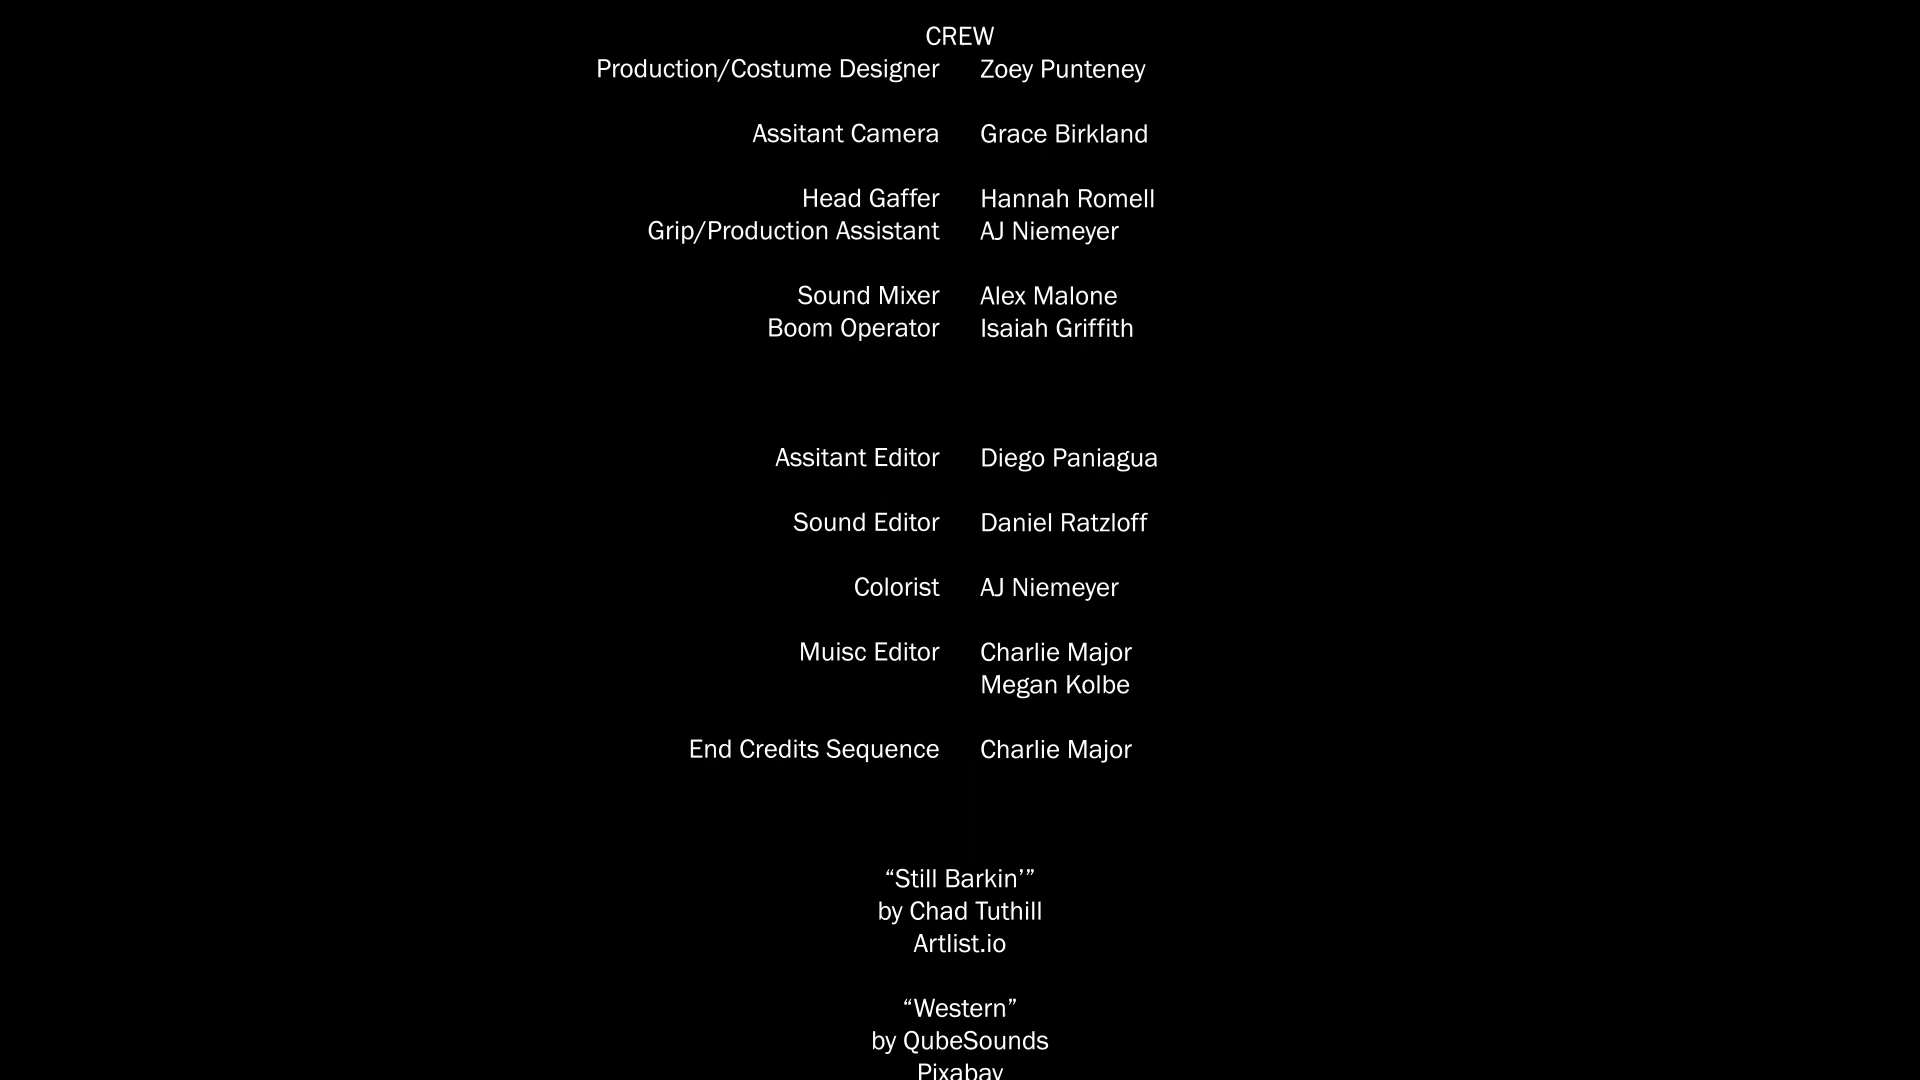 CREW
Production/Costume Designer Zoey Punteney
Assitant Camera Grace Birkland
Head Gaffer Hannah Romell
Grip/Production Assistant AJ Niemeyer
Sound Mixer Alex Malone
Boom Operator Isaiah Griffith
Assitant Editor Diego Paniagua
Sound Editor Daniel Ratzloff
Colorist AJ Niemeyer
Muisc Editor Charlie Major
Megan Kolbe
End Credits Sequence Charlie Major
“Still Barkin’”
by Chad Tuthill
Artlist.io
“Western”
by QubeSounds
Pixabay